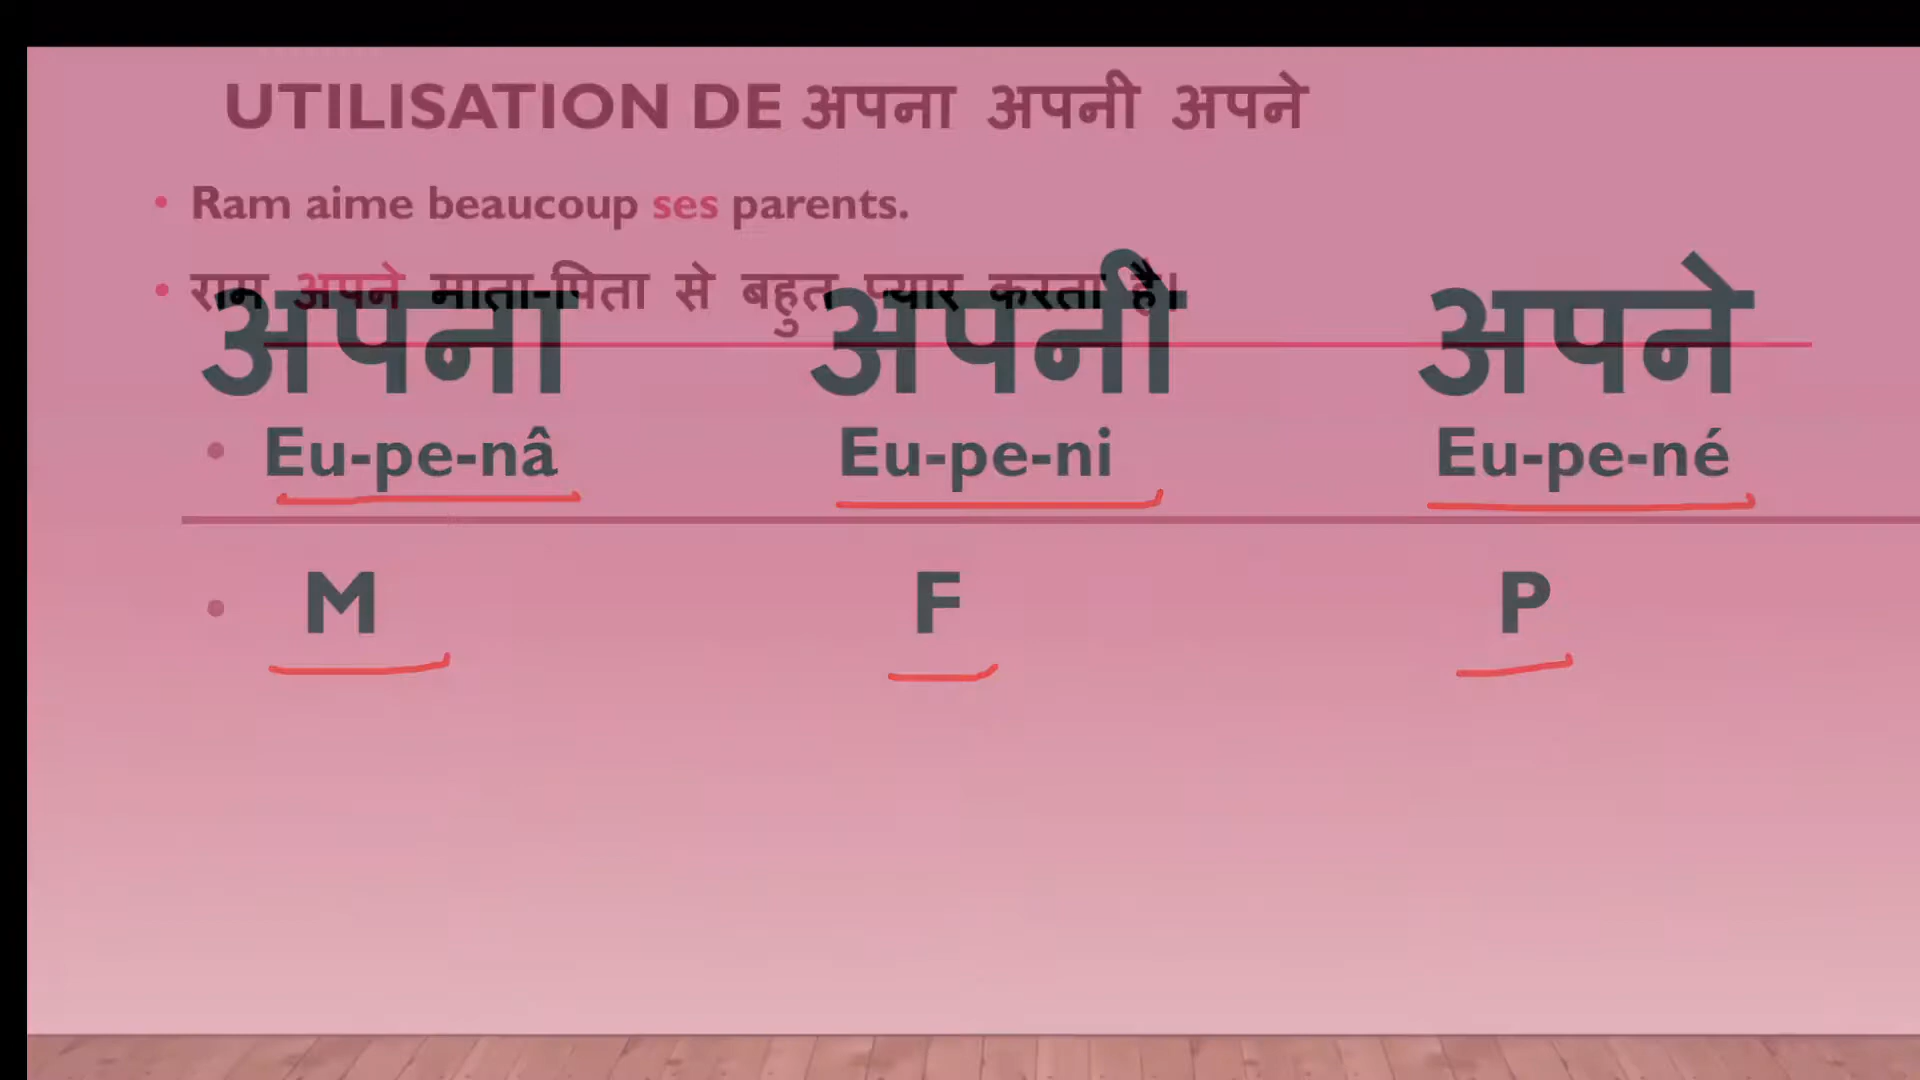 UTILISATION DE अपना अपनी अपने
• Ram aime beaucoup ses parents.
• राम अपने माता-पिता से बहुत प्यार करता है।
अपना अपनी अपने
• Eu-pe-nâ Eu-pe-ni Eu-pe-né
• M F P